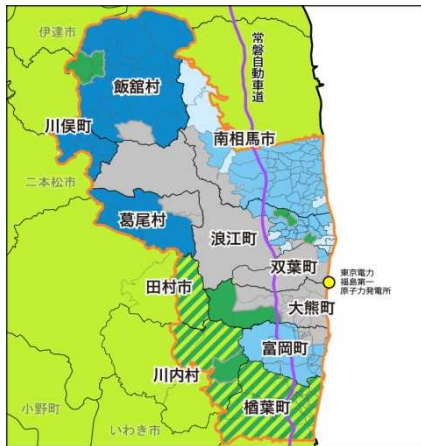 伊達市
飯舘村
常磐自動車道
川俣町
南相馬市
二本松市
葛尾村
浪江町
双葉町
東京電力
福島第一
原子力発電所
田村市
大熊町
富岡町
川内村
楢葉町
小野町
いわき市